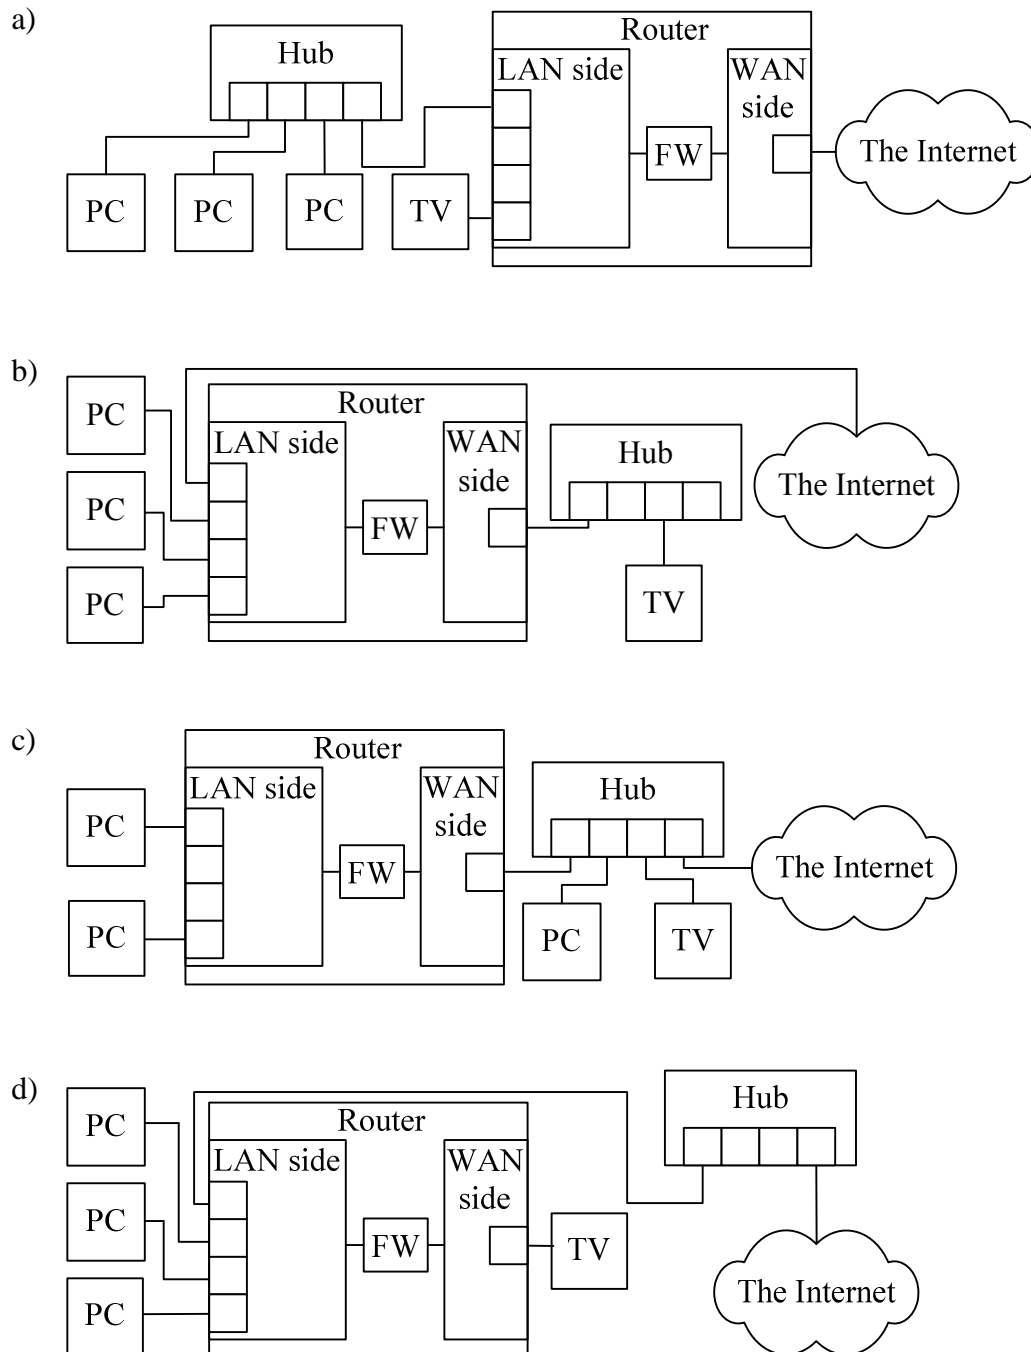 a)
Hub
Router
LAN side
WAN
side
FW
The Internet
PC
PC
PC
TV
b)
PC
PC
PC
Router
LAN side
WAN
side
FW
Hub
TV
The Internet
c)
PC
PC
Router
LAN side
WAN
side
FW
Hub
PC
TV
The Internet
d)
PC
PC
PC
Router
LAN side
WAN
side
FW
TV
Hub
The Internet